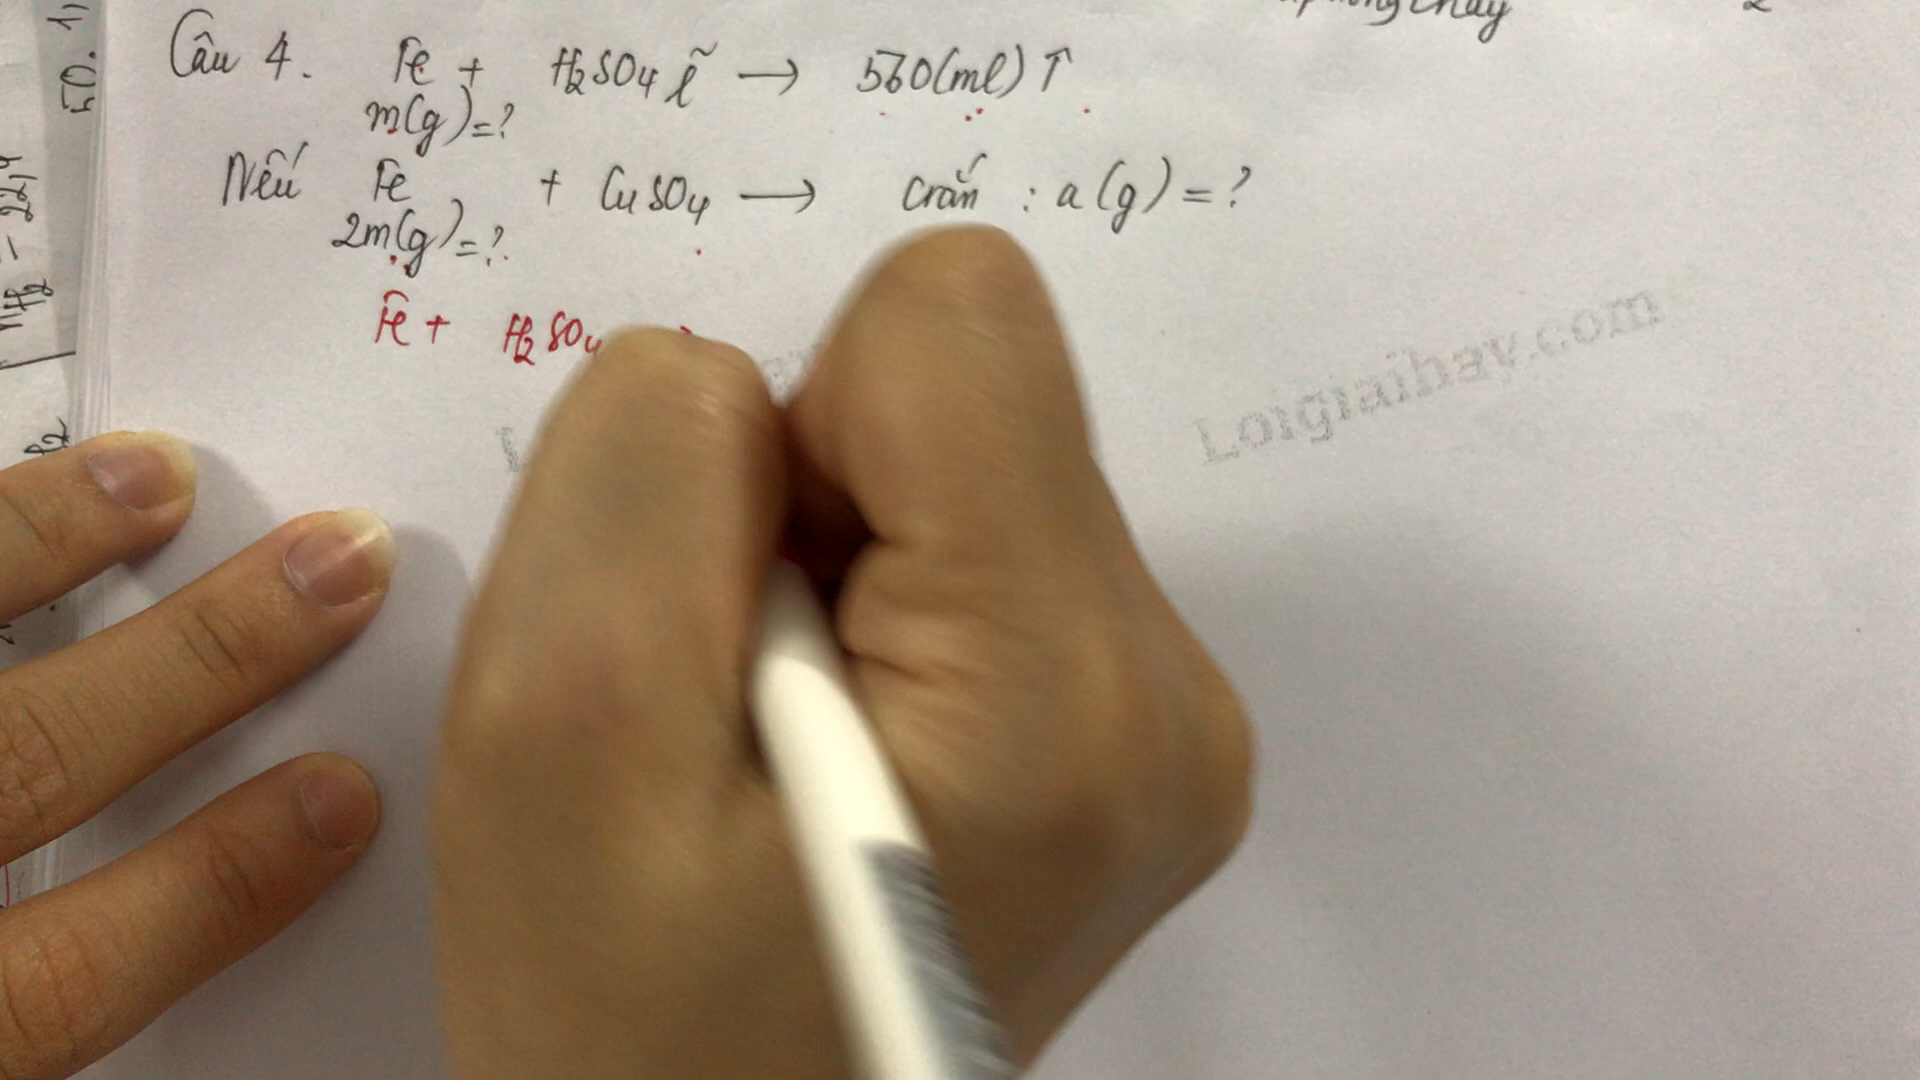 Câu 4. Fe + H2SO4 l~ → 560(ml) ↑
m(g)=?
Nếu Fe + CuSO4 → crắn : a(g) = ?
2m(g)=?
Fe + H2SO4
Loigiaihay.com